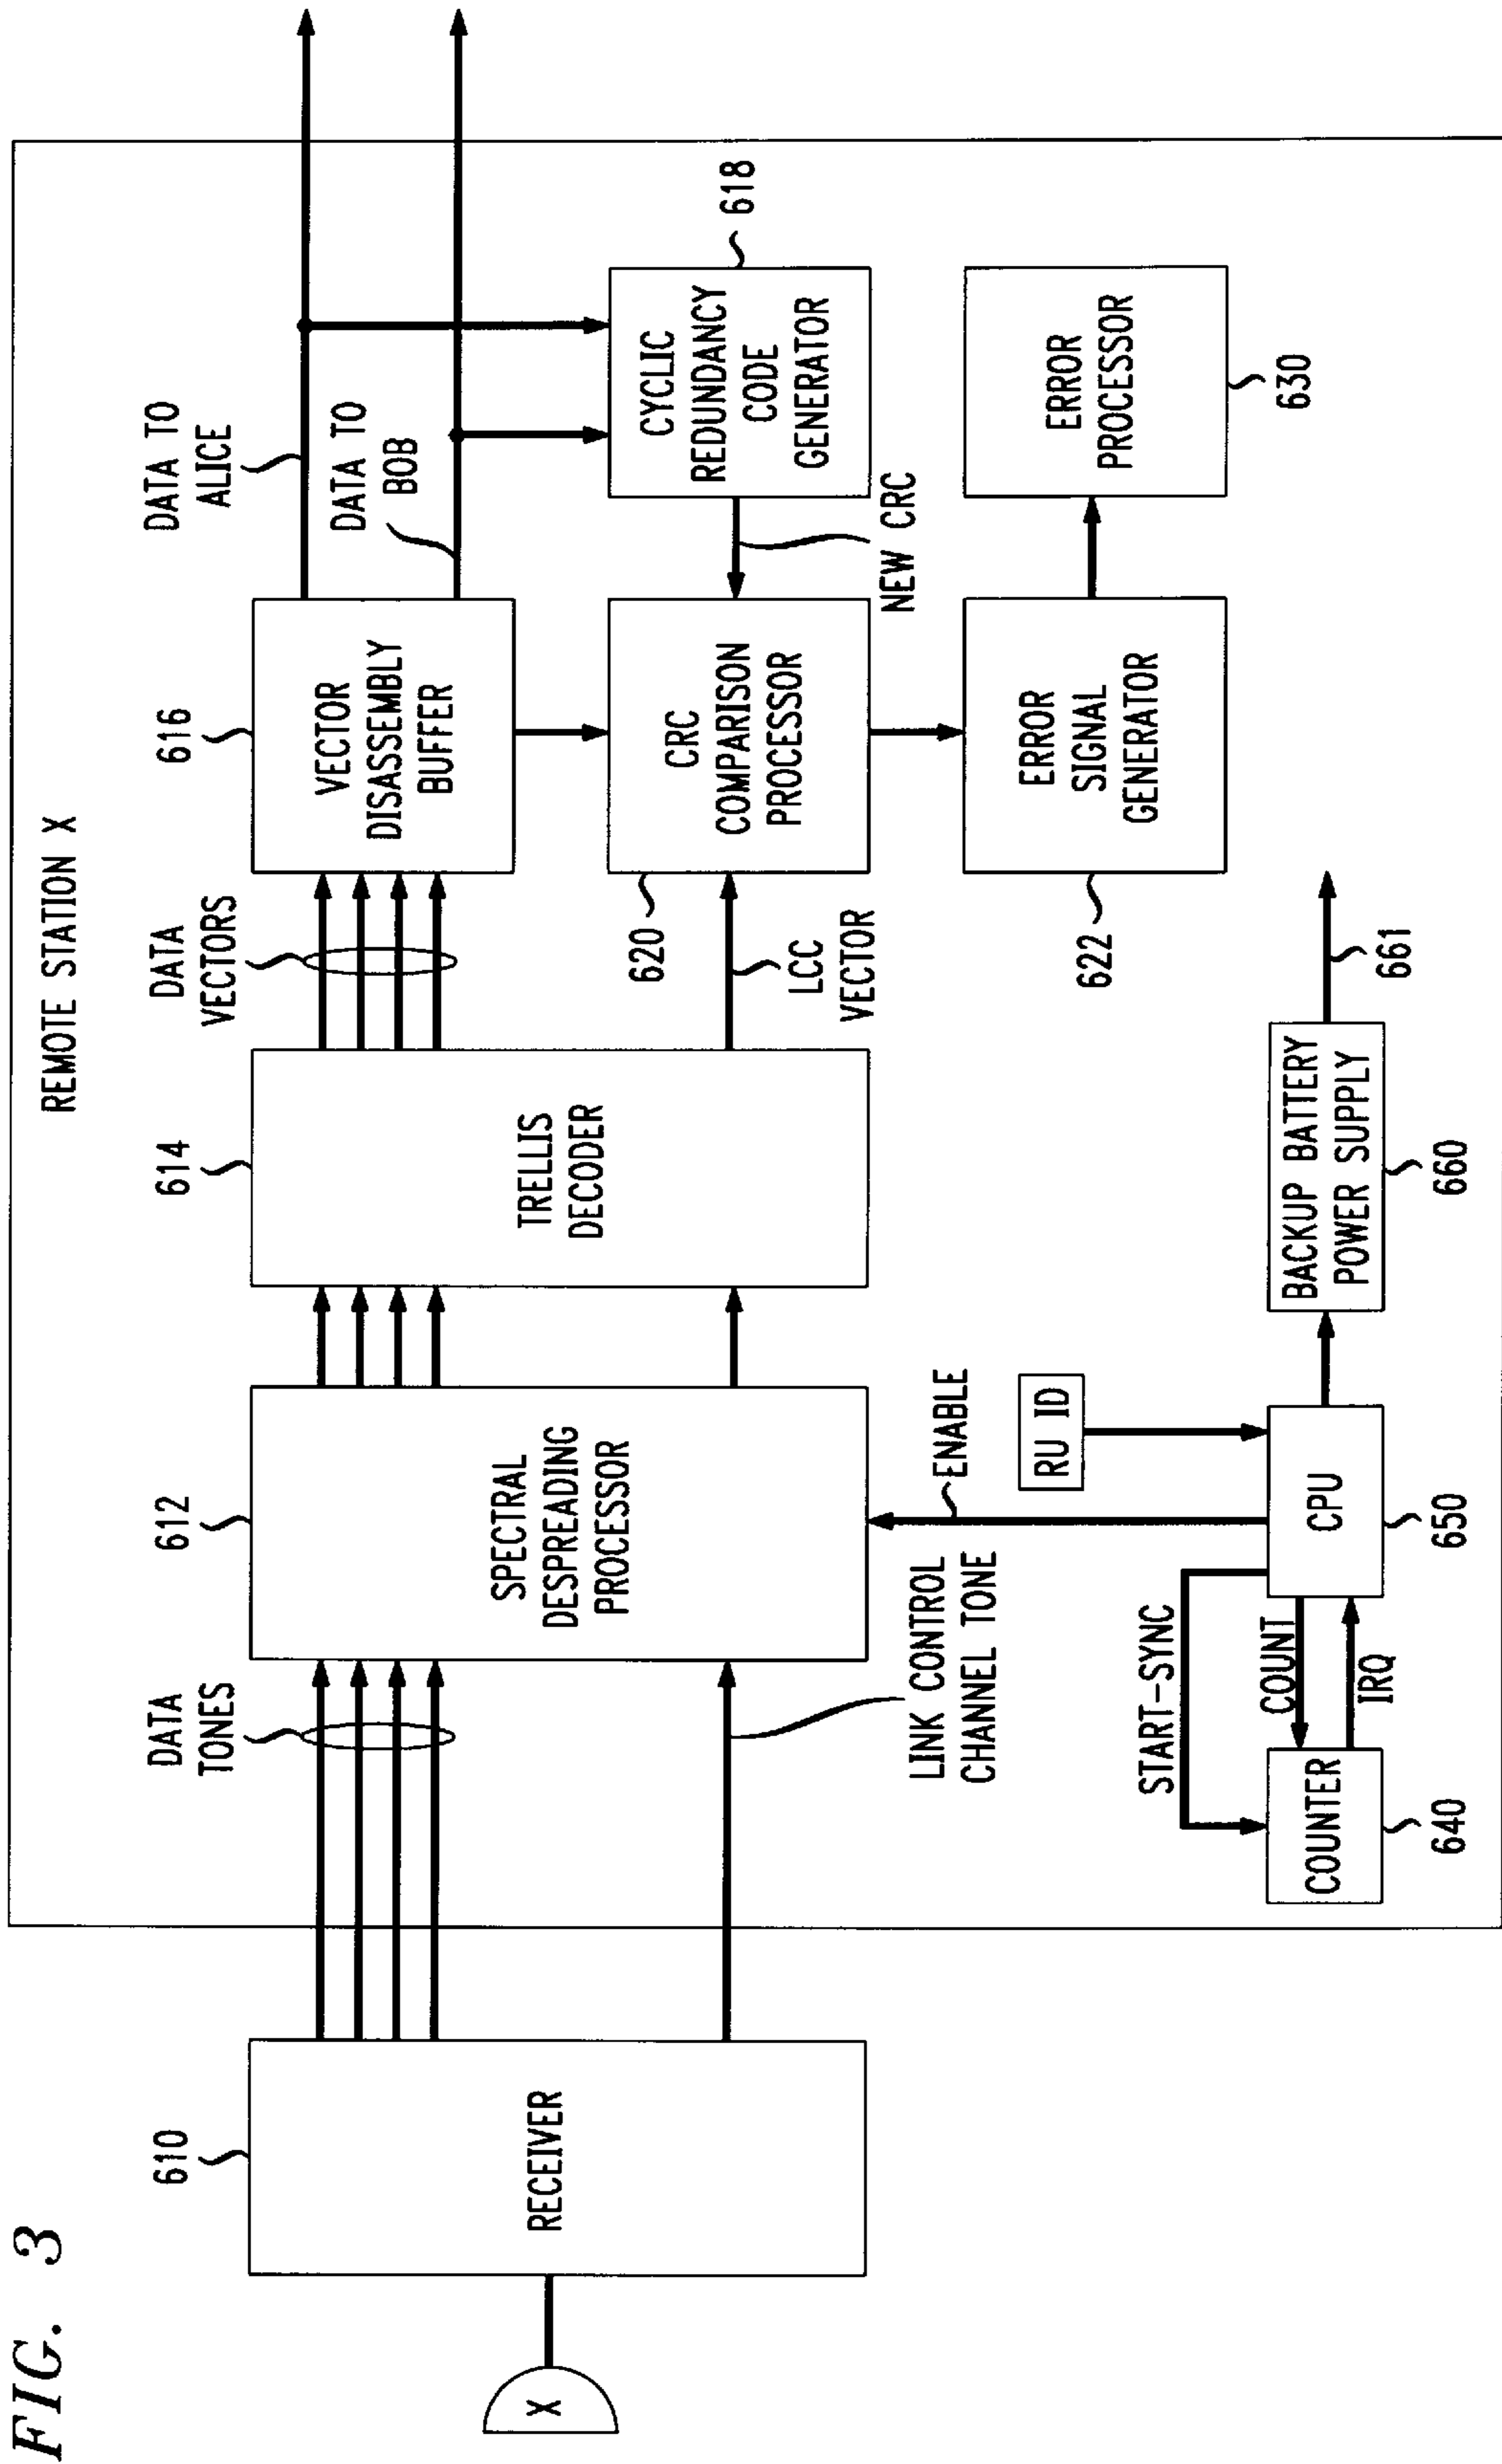 FIG. 3
REMOTE STATION X
X
610
RECEIVER
DATA
TONES
LINK CONTROL
CHANNEL TONE
612
SPECTRAL
DESPREADING
PROCESSOR
ENABLE
614
TRELLIS
DECODER
DATA
VECTORS
LCC
VECTOR
616
VECTOR
DISASSEMBLY
BUFFER
DATA TO
ALICE
DATA TO
BOB
620
CRC
COMPARISON
PROCESSOR
NEW CRC
CYCLIC
REDUNDANCY
CODE
GENERATOR
618
622
ERROR
SIGNAL
GENERATOR
ERROR
PROCESSOR
630
START-SYNC
COUNT
IRQ
COUNTER
640
RU ID
CPU
650
BACKUP BATTERY
POWER SUPPLY
660
661